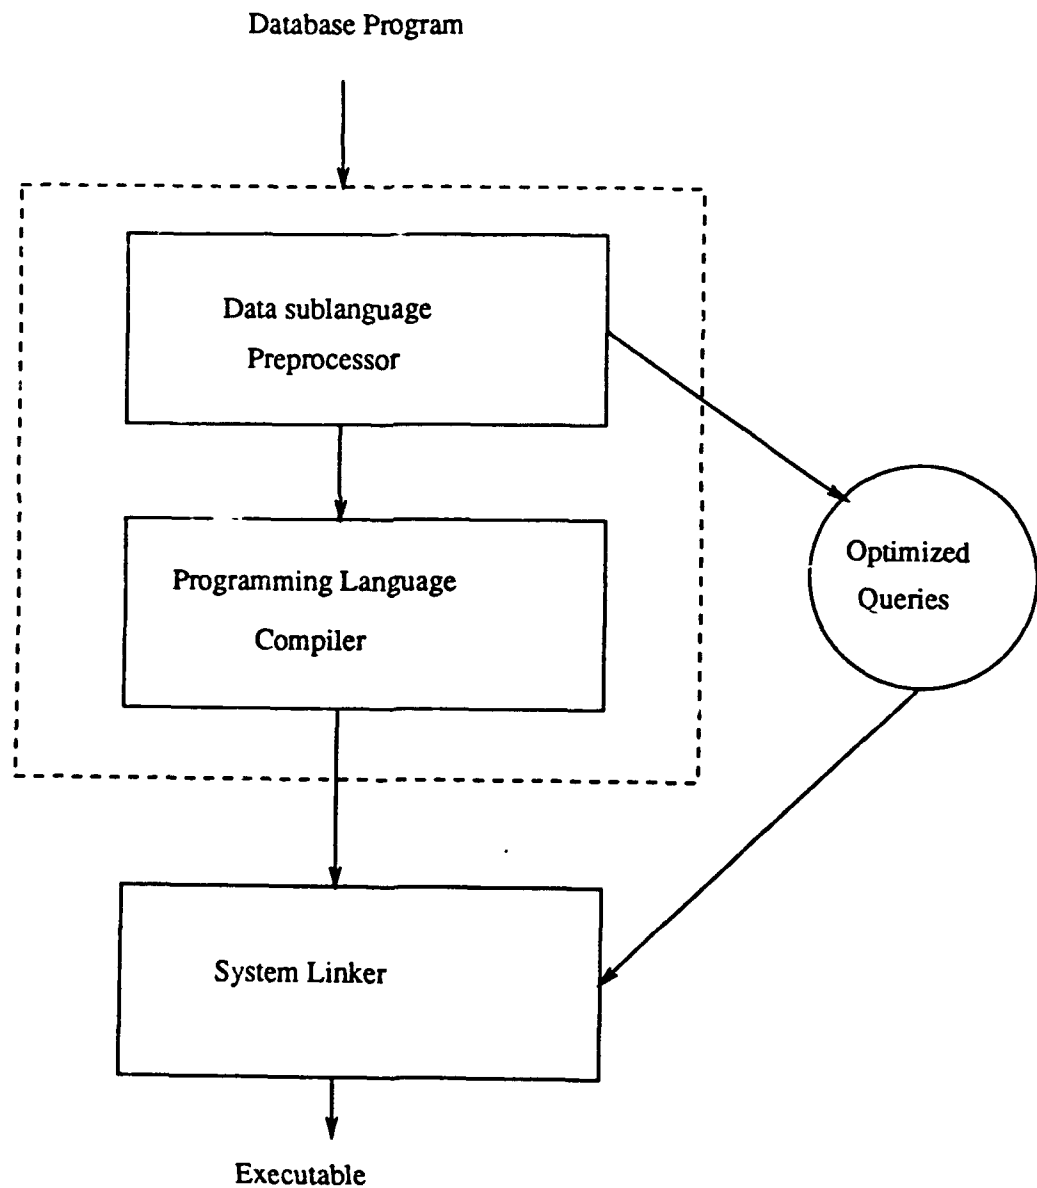 Database Program
Data sublanguage
Preprocessor
Programming Language
Compiler
Optimized
Queries
System Linker
Executable